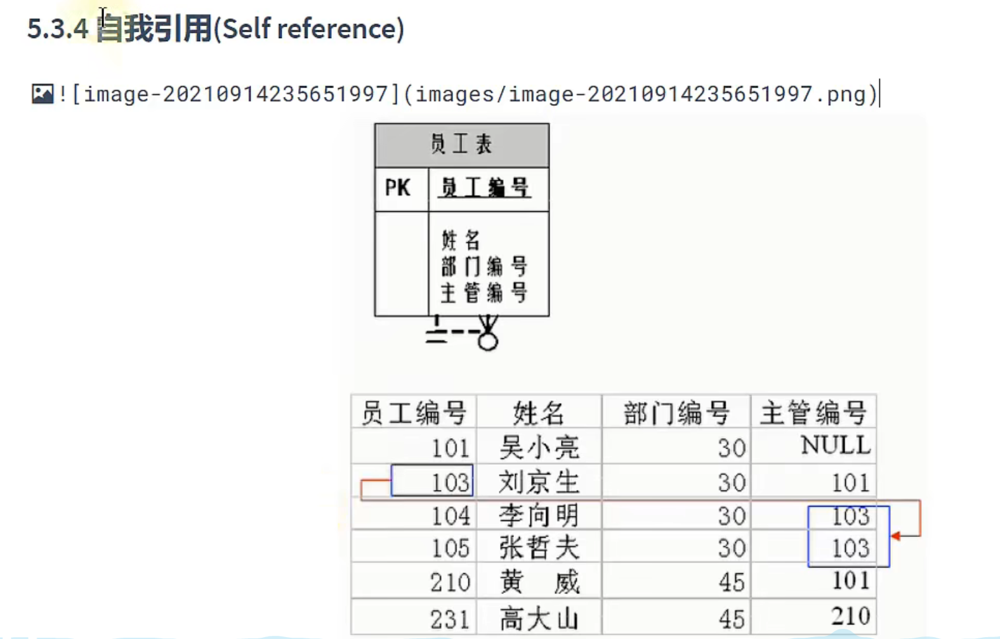 5.3.4 自我引用(Self reference)
![image-20210914235651997](images/image-20210914235651997.png)
员工表
PK 员工编号
姓名
部门编号
主管编号
员工编号 姓名 部门编号 主管编号
101 吴小亮 30 NULL
103 刘京生 30 101
104 李向明 30 103
105 张哲夫 30 103
210 黄 威 45 101
231 高大山 45 210